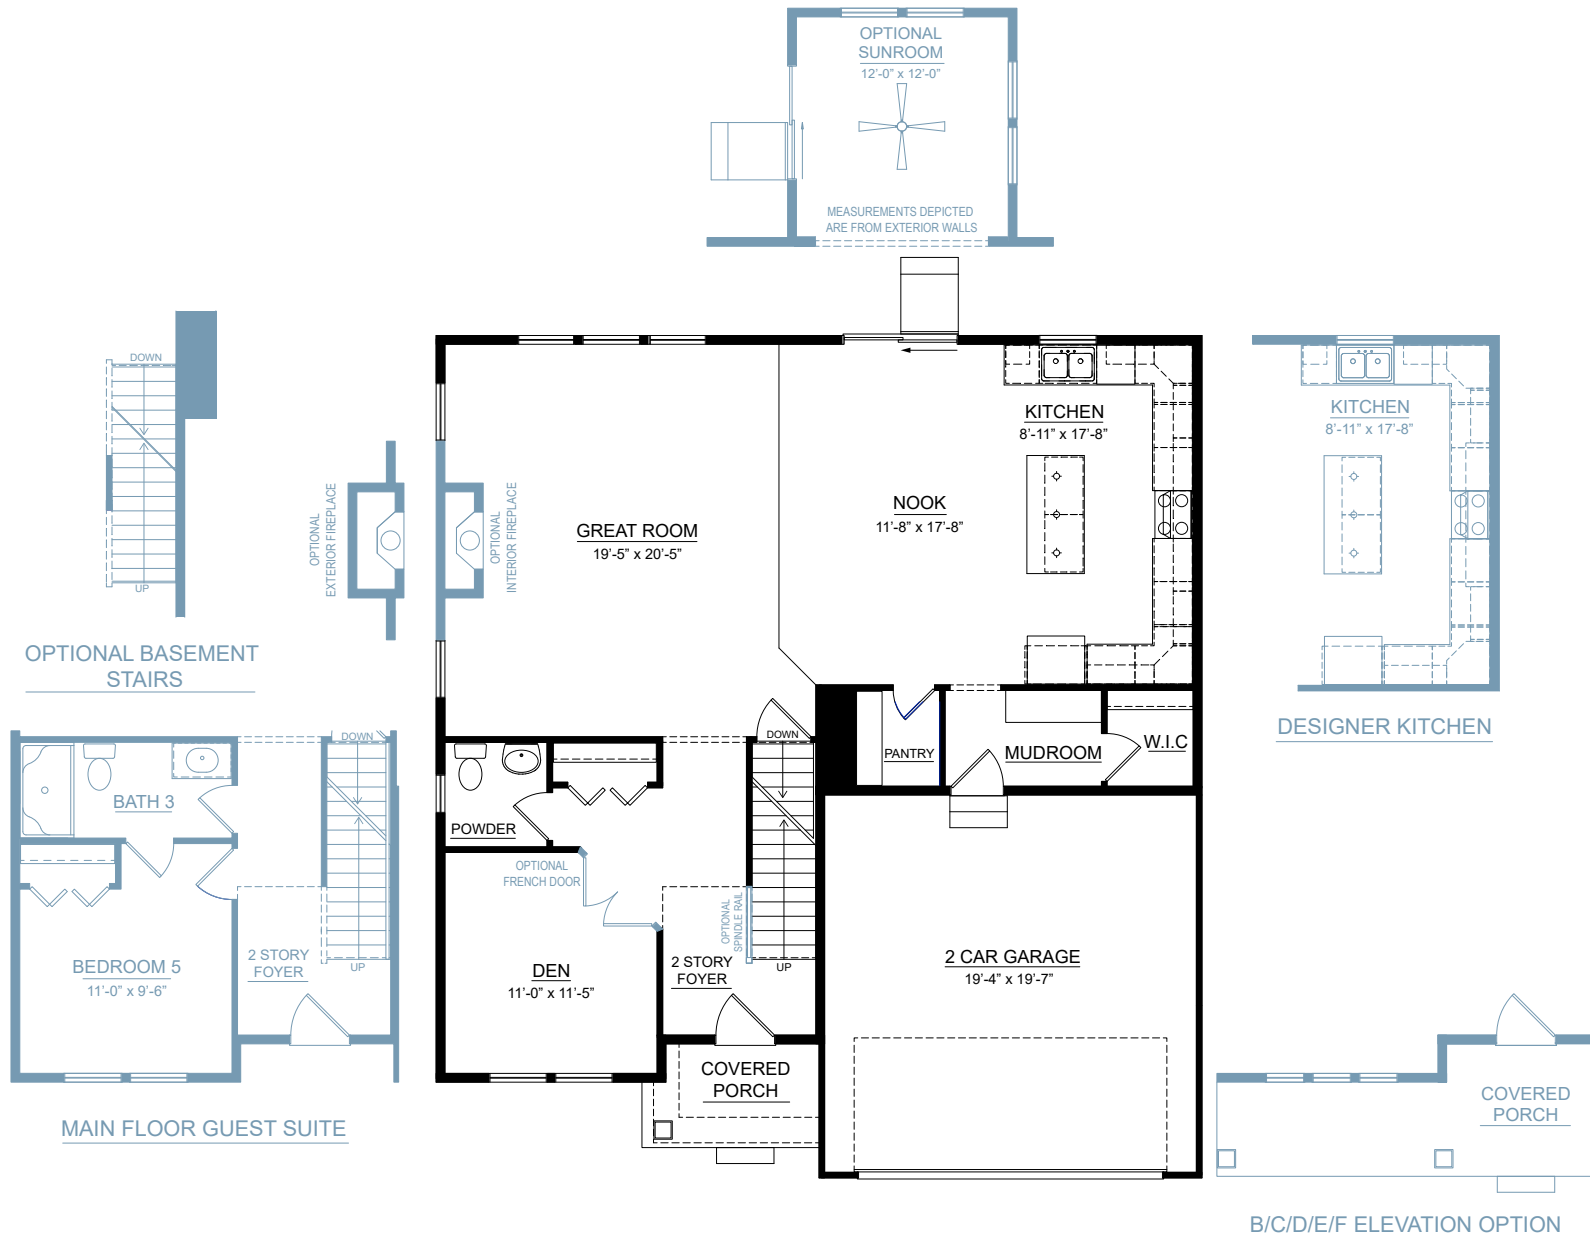 OPTIONAL
SUNROOM
12'-0" x 12'-0"
MEASUREMENTS DEPICTED
ARE FROM EXTERIOR WALLS
DOWN
UP
OPTIONAL BASEMENT
STAIRS
OPTIONAL
EXTERIOR FIREPLACE
OPTIONAL
INTERIOR FIREPLACE
GREAT ROOM
19'-5" x 20'-5"
NOOK
11'-8" x 17'-8"
KITCHEN
8'-11" x 17'-8"
KITCHEN
8'-11" x 17'-8"
DESIGNER KITCHEN
PANTRY
MUDROOM
W.I.C
DOWN
POWDER
OPTIONAL
FRENCH DOOR
OPTIONAL
SPINDLE RAIL
UP
2 STORY
FOYER
DEN
11'-0" x 11'-5"
2 CAR GARAGE
19'-4" x 19'-7"
COVERED
PORCH
DOWN
BATH 3
BEDROOM 5
11'-0" x 9'-6"
2 STORY
FOYER
UP
MAIN FLOOR GUEST SUITE
COVERED
PORCH
B/C/D/E/F ELEVATION OPTION